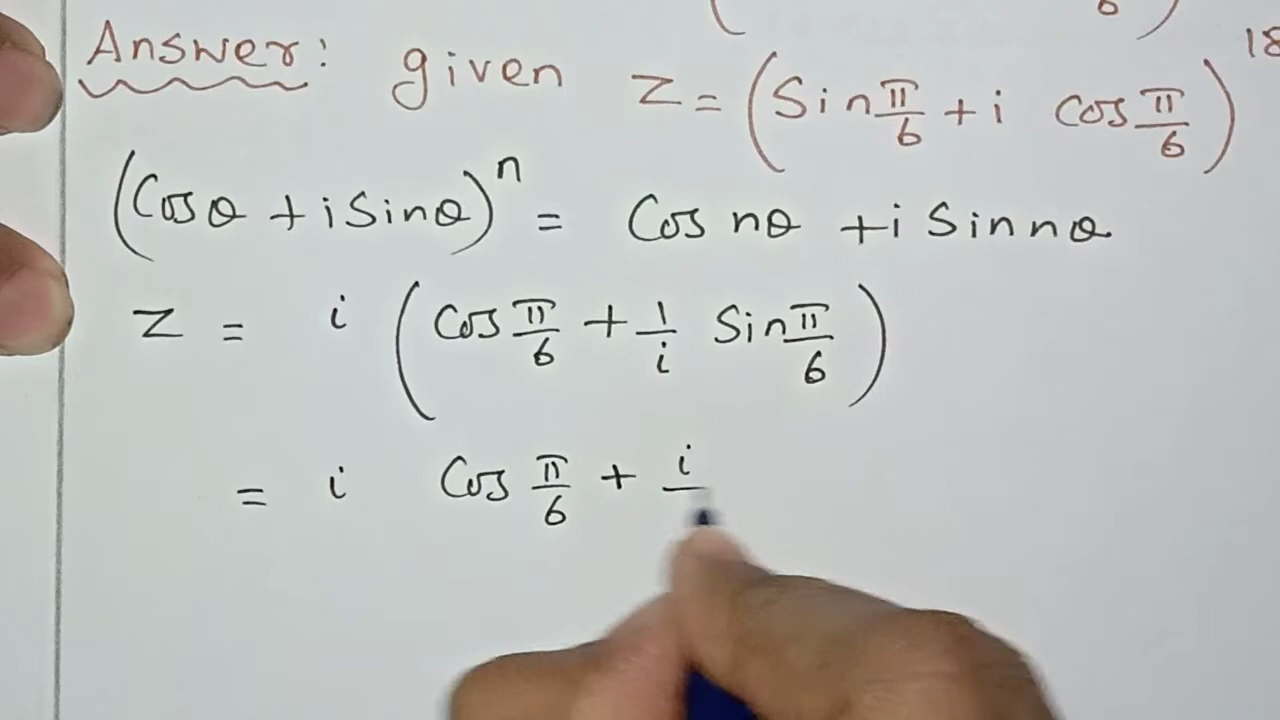 ( 6 )
Answer: given Z = (Sin π/6 + i cos π/6)^18
(Cos θ + i Sin θ)^n = Cos nθ + i Sin nθ
Z = i (Cos π/6 + 1/i Sin π/6)
= i Cos π/6 + i/